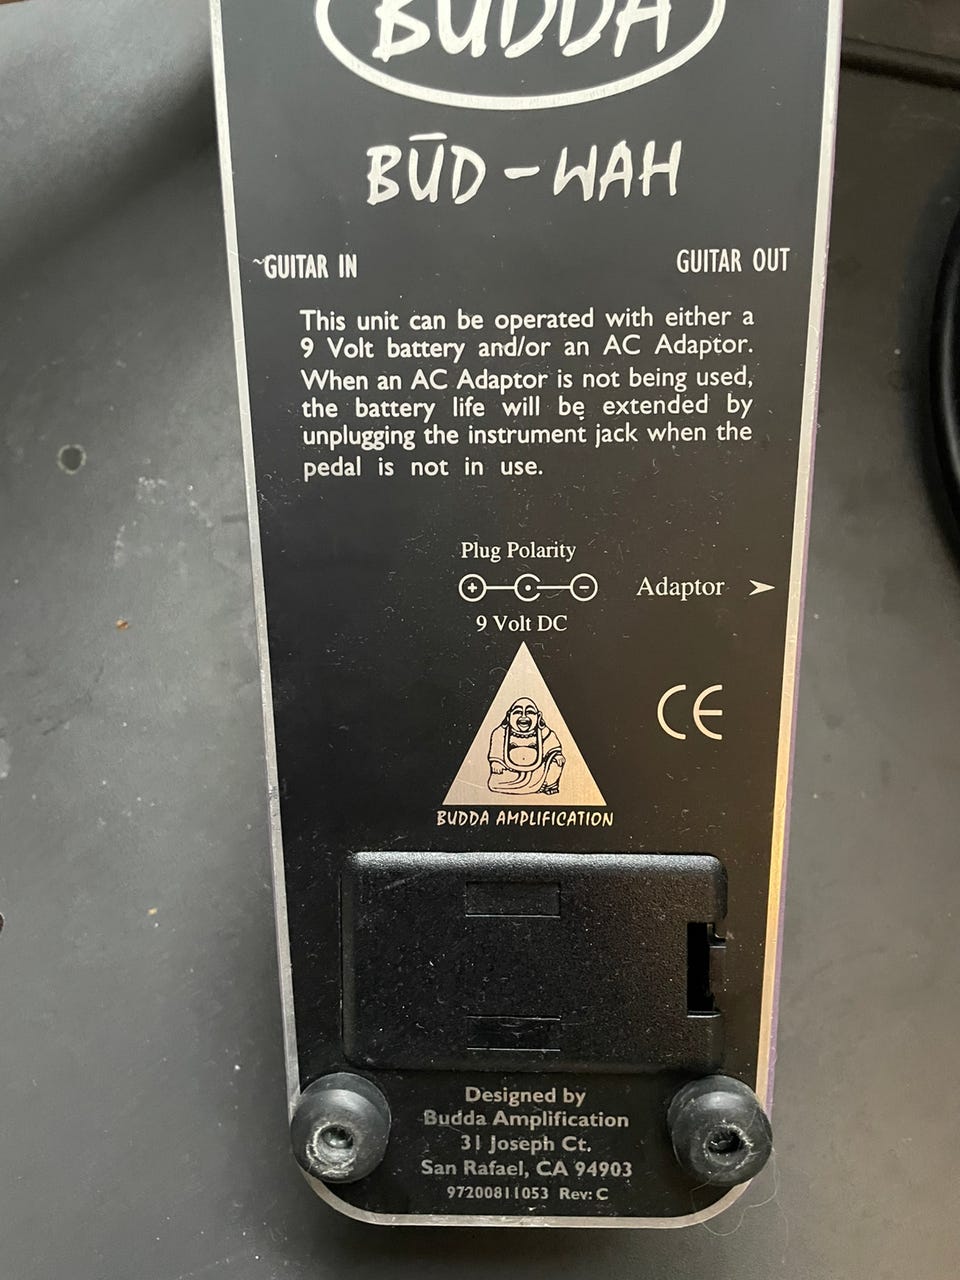 BUDDA
BŪD-WAH
~GUITAR IN
GUITAR OUT
This unit can be operated with either a
9 Volt battery and/or an AC Adaptor.
When an AC Adaptor is not being used,
the battery life will be extended by
unplugging the instrument jack when the
pedal is not in use.
Plug Polarity
+ -
Adaptor ➤
9 Volt DC
CE
BUDDA AMPLIFICATION
Designed by
Budda Amplification
31 Joseph Ct.
San Rafael, CA 94903
97200811053 Rev: C